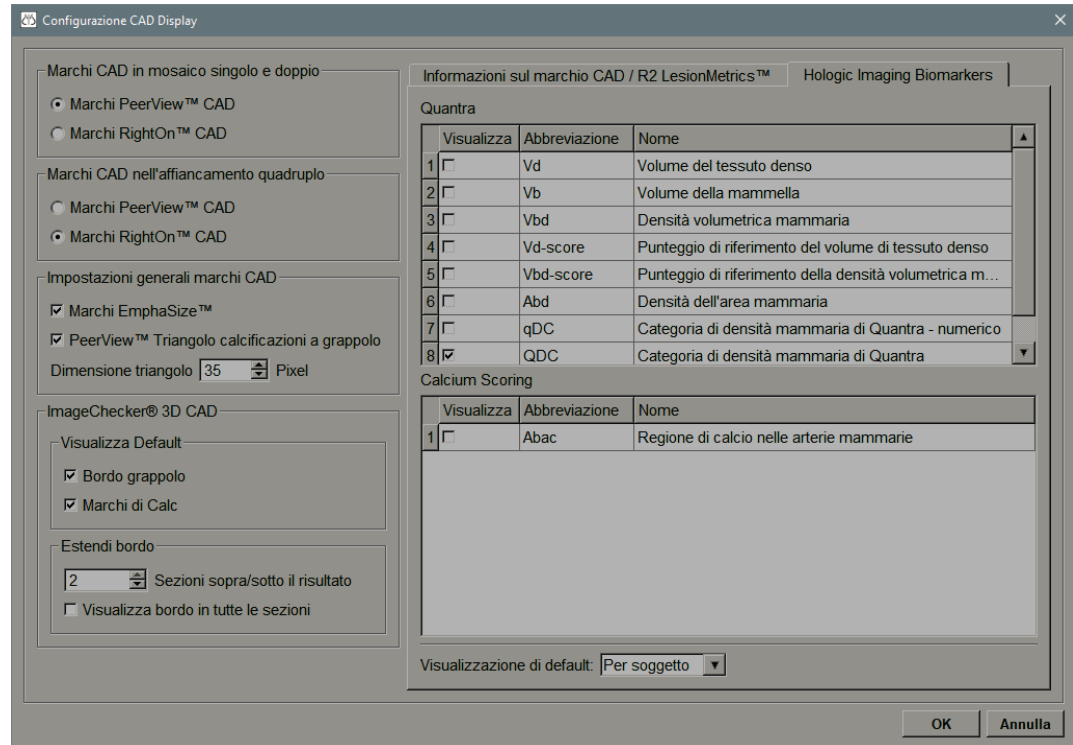 Configurazione CAD Display
Marchi CAD in mosaico singolo e doppio
Marchi PeerView™ CAD
Marchi RightOn™ CAD
Marchi CAD nell'affiancamento quadruplo
Marchi PeerView™ CAD
Marchi RightOn™ CAD
Impostazioni generali marchi CAD
Marchi EmphaSize™
PeerView™ Triangolo calcificazioni a grappolo
Dimensione triangolo 35 Pixel
ImageChecker® 3D CAD
Visualizza Default
Bordo grappolo
Marchi di Calc
Estendi bordo
2 Sezioni sopra/sotto il risultato
Visualizza bordo in tutte le sezioni
Informazioni sul marchio CAD / R2 LesionMetrics™ Hologic Imaging Biomarkers
Quantra
Visualizza Abbreviazione Nome
1 Vd Volume del tessuto denso
2 Vb Volume della mammella
3 Vbd Densità volumetrica mammaria
4 Vd-score Punteggio di riferimento del volume di tessuto denso
5 Vbd-score Punteggio di riferimento della densità volumetrica m...
6 Abd Densità dell'area mammaria
7 qDC Categoria di densità mammaria di Quantra - numerico
8 QDC Categoria di densità mammaria di Quantra
Calcium Scoring
Visualizza Abbreviazione Nome
1 Abac Regione di calcio nelle arterie mammarie
Visualizzazione di default: Per soggetto
OK Annulla